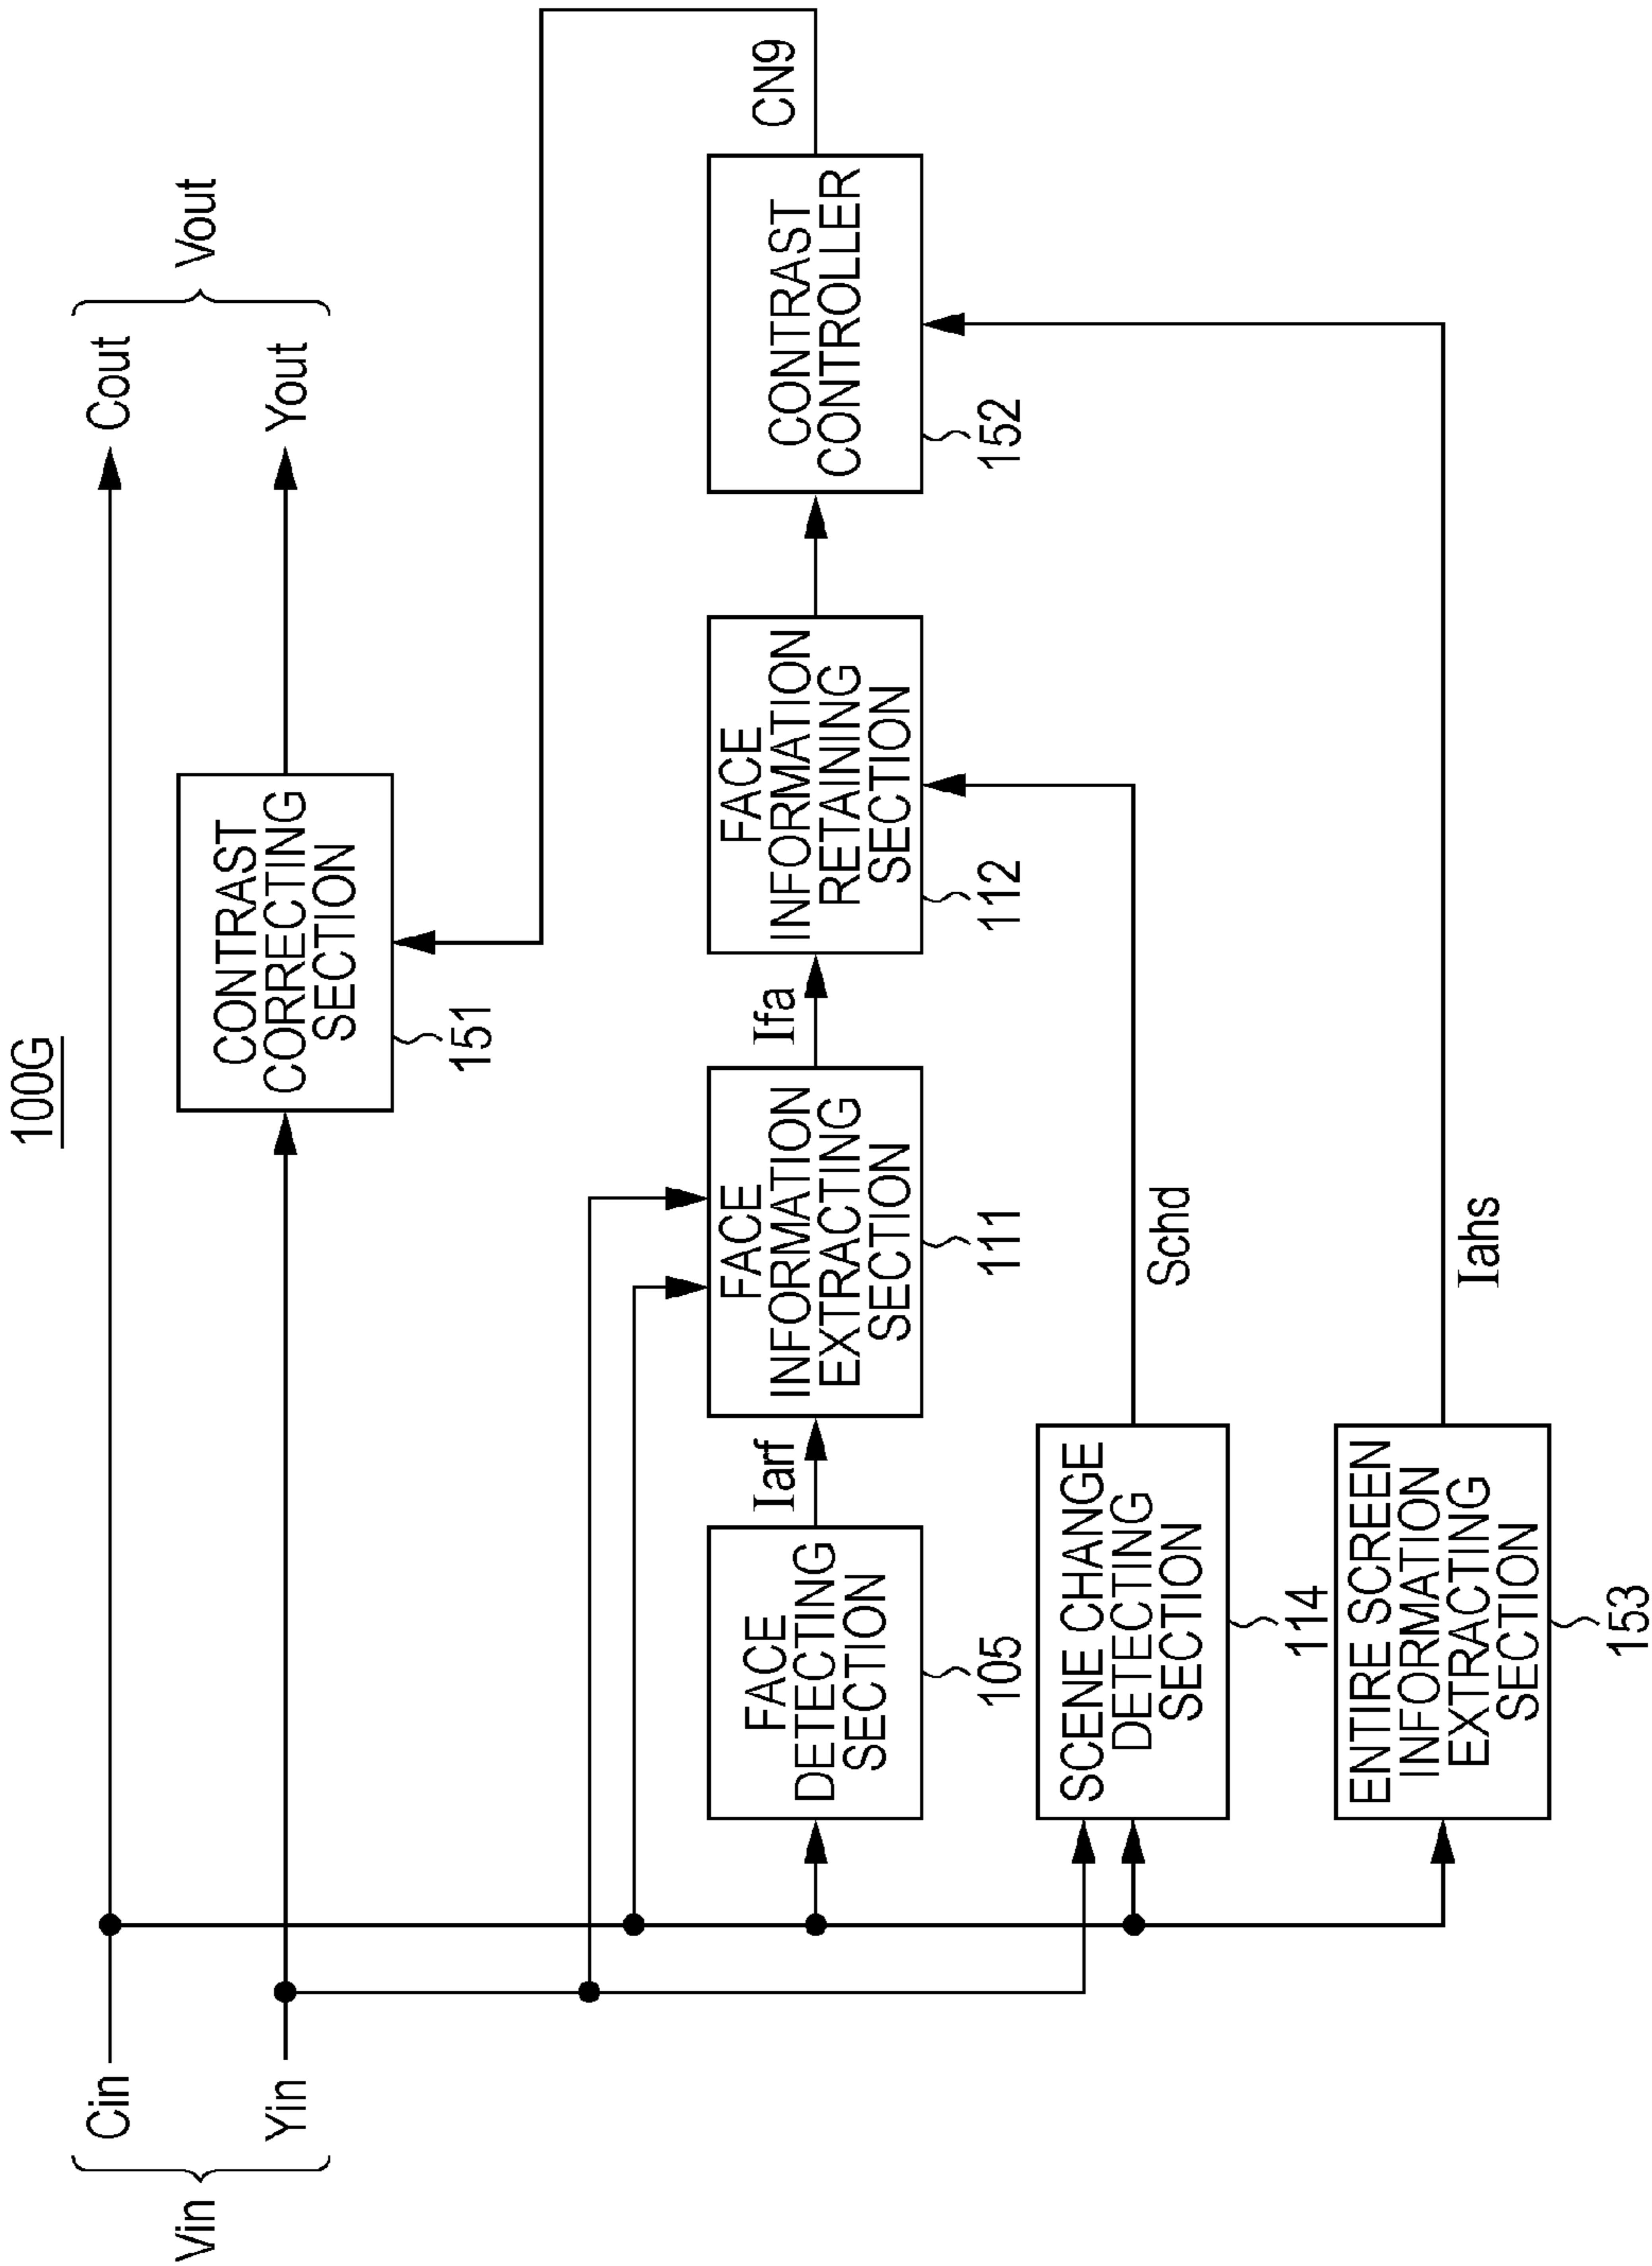 100G
Vin
Cin
Yin
Cout
Yout
Vout
CONTRAST
CORRECTING
SECTION
151
CN9
FACE
DETECTING
SECTION
105
Iarf
FACE
INFORMATION
EXTRACTING
SECTION
111
Ifa
FACE
INFORMATION
RETAINING
SECTION
112
CONTRAST
CONTROLLER
152
SCENE CHANGE
DETECTING
SECTION
114
Schd
ENTIRE SCREEN
INFORMATION
EXTRACTING
SECTION
153
Iahs